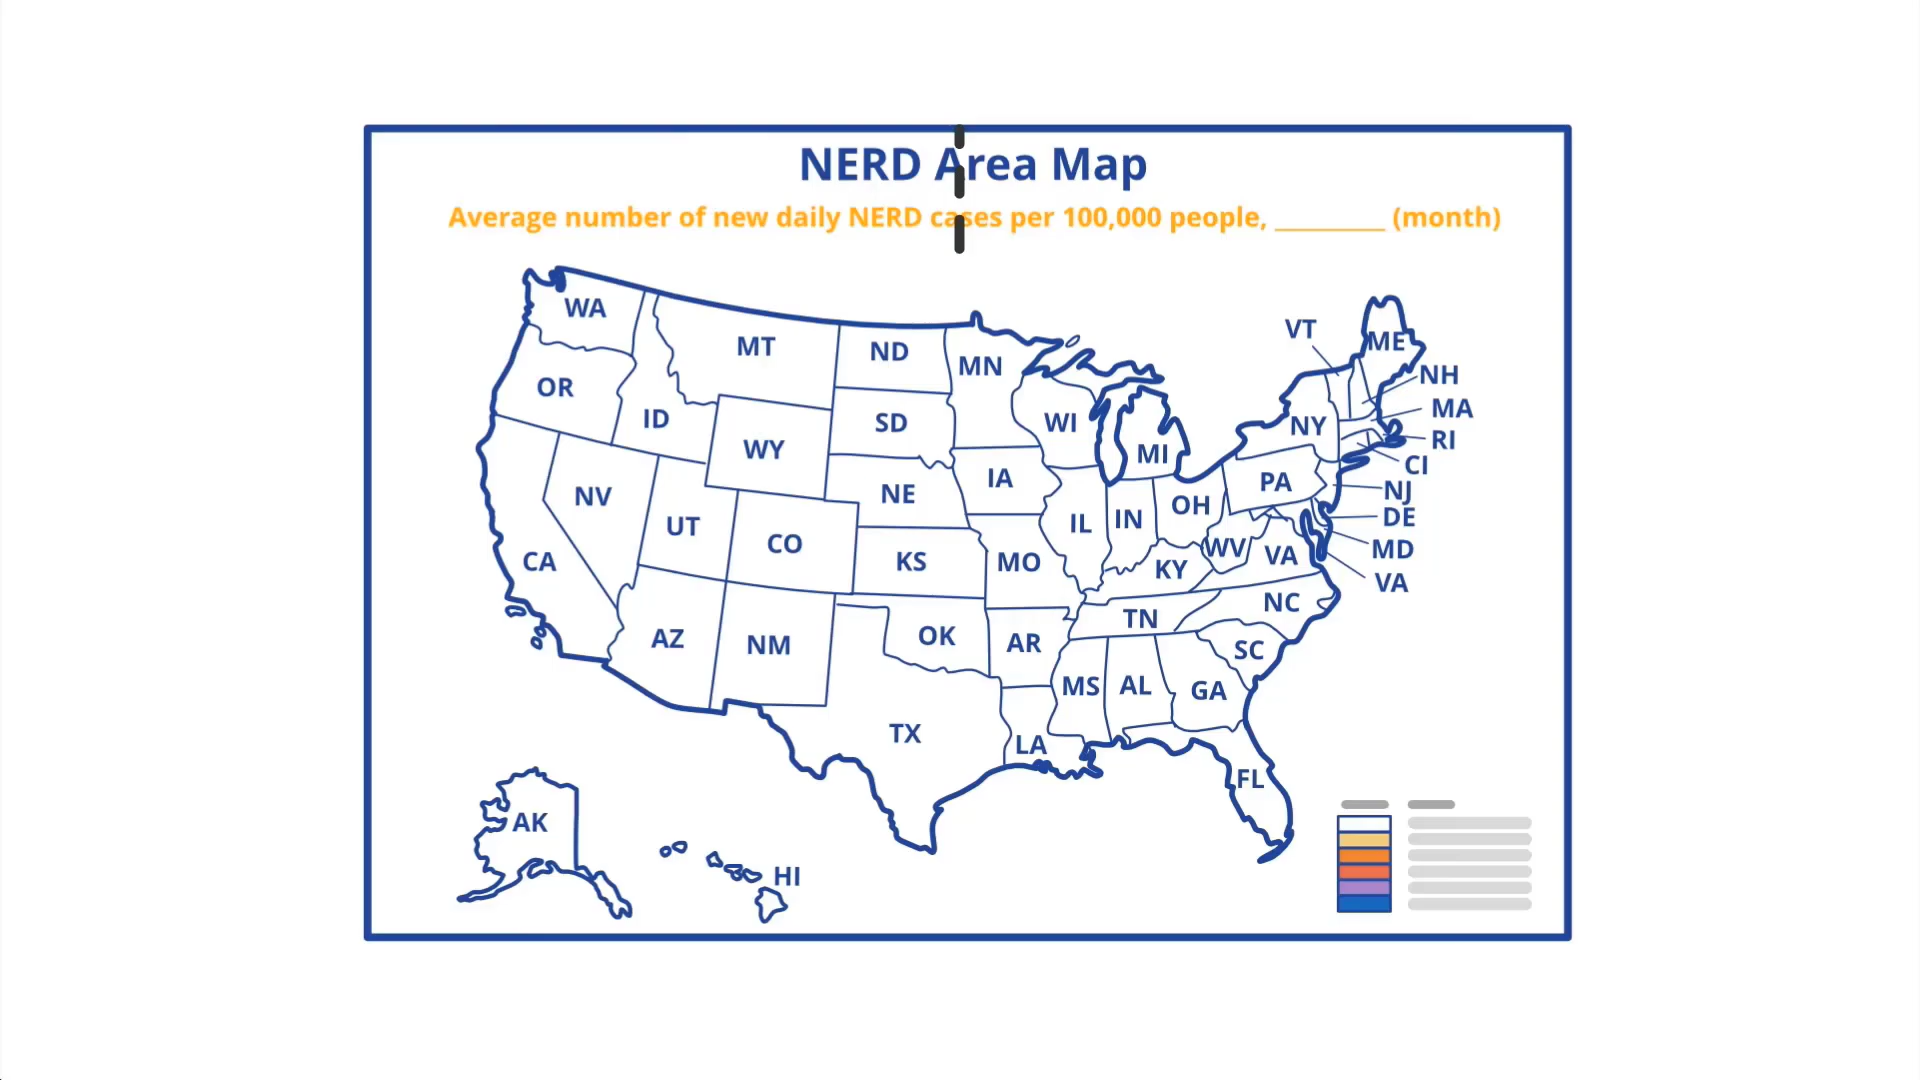 NERD Area Map
Average number of new daily NERD cases per 100,000 people, _________ (month)
WA
MT
ND
MN
VT
ME
OR
ID
SD
WI
MI
NY
NH
MA
RI
CI
WY
NV
UT
CO
NE
IA
IL
IN
OH
PA
NJ
DE
MD
VA
CA
KS
MO
KY
WV
VA
AZ
NM
OK
AR
TN
NC
SC
MS
AL
GA
TX
LA
FL
AK
HI